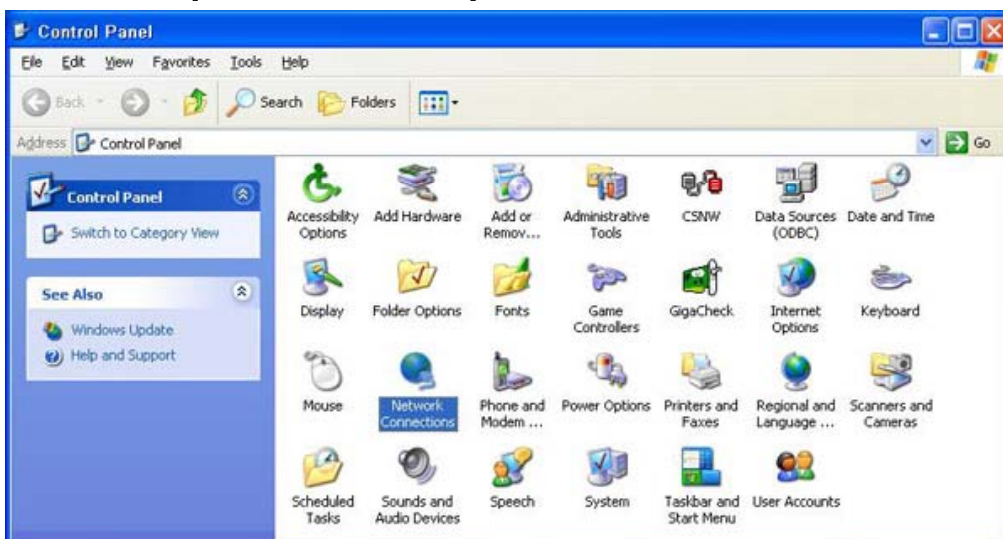 Control Panel
File Edit View Favorites Tools Help
Back Search Folders
Address Control Panel Go
Control Panel
Switch to Category View
See Also
Windows Update
Help and Support
Accessibility Options
Add Hardware
Add or Remov...
Administrative Tools
CSNW
Data Sources (ODBC)
Date and Time
Display
Folder Options
Fonts
Game Controllers
GigaCheck
Internet Options
Keyboard
Mouse
Network Connections
Phone and Modem ...
Power Options
Printers and Faxes
Regional and Language ...
Scanners and Cameras
Scheduled Tasks
Sounds and Audio Devices
Speech
System
Taskbar and Start Menu
User Accounts